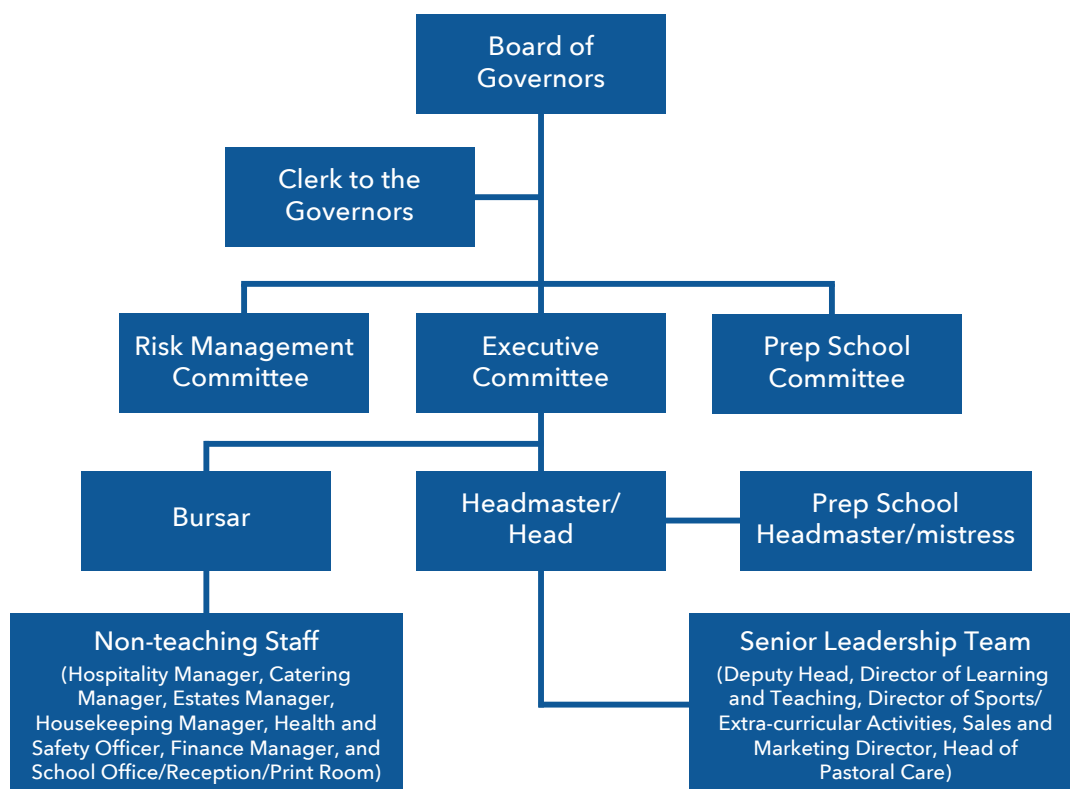 Board of
Governors
Clerk to the
Governors
Risk Management
Committee
Executive
Committee
Prep School
Committee
Bursar
Headmaster/
Head
Prep School
Headmaster/mistress
Non-teaching Staff
(Hospitality Manager, Catering
Manager, Estates Manager,
Housekeeping Manager, Health and
Safety Officer, Finance Manager, and
School Office/Reception/Print Room)
Senior Leadership Team
(Deputy Head, Director of Learning
and Teaching, Director of Sports/
Extra-curricular Activities, Sales and
Marketing Director, Head of
Pastoral Care)